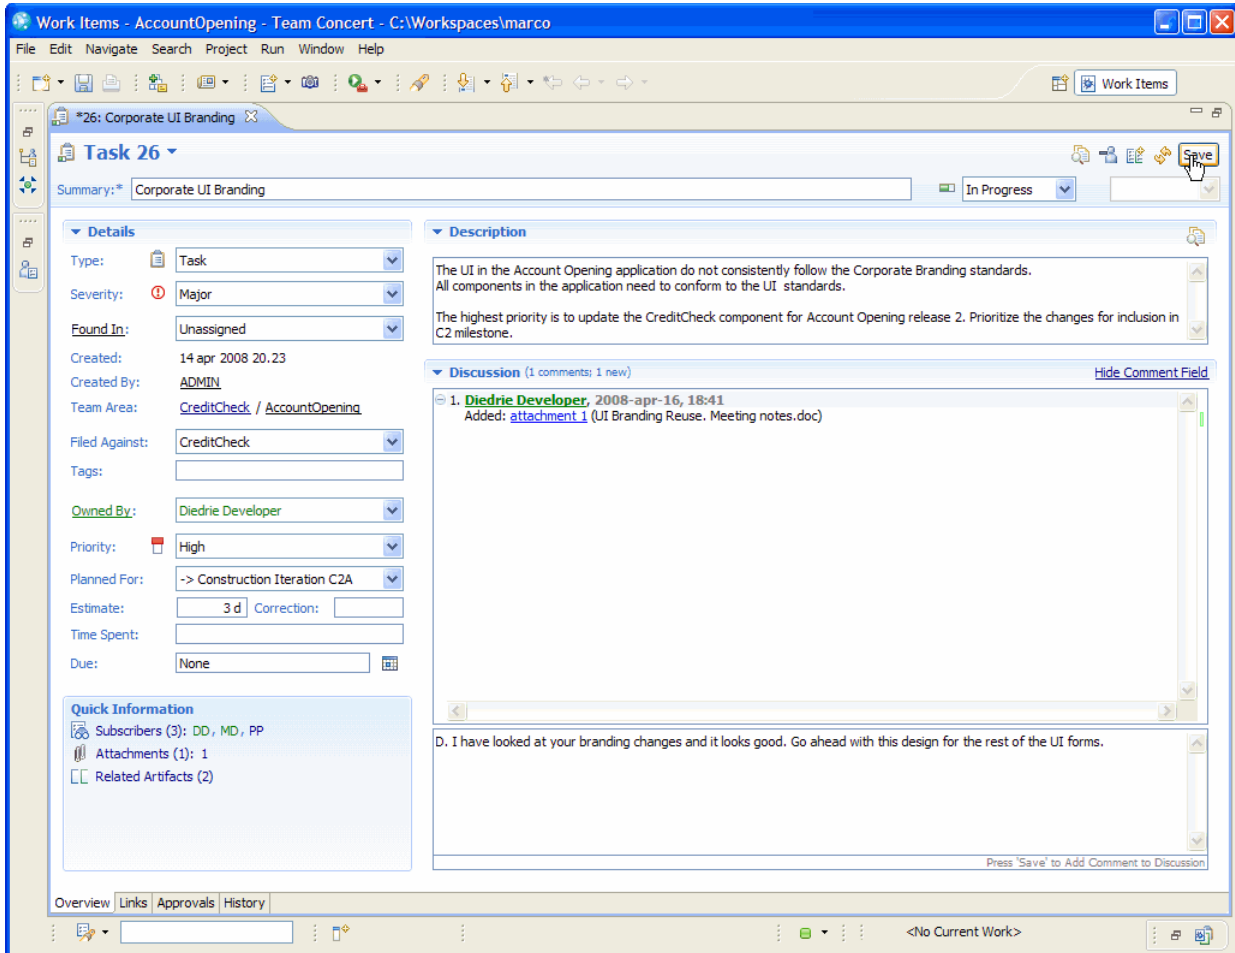 Work Items - AccountOpening - Team Concert - C:\Workspaces\marco
File Edit Navigate Search Project Run Window Help
Work Items
*26: Corporate UI Branding
Task 26
Save
Summary:* Corporate UI Branding
In Progress
Details
Type: Task
Severity: Major
Found In: Unassigned
Created: 14 apr 2008 20.23
Created By: ADMIN
Team Area: CreditCheck / AccountOpening
Filed Against: CreditCheck
Tags:
Owned By: Diedrie Developer
Priority: High
Planned For: -> Construction Iteration C2A
Estimate: 3 d Correction:
Time Spent:
Due: None
Quick Information
Subscribers (3): DD, MD, PP
Attachments (1): 1
Related Artifacts (2)
Description
The UI in the Account Opening application do not consistently follow the Corporate Branding standards.
All components in the application need to conform to the UI standards.
The highest priority is to update the CreditCheck component for Account Opening release 2. Prioritize the changes for inclusion in
C2 milestone.
Discussion (1 comments; 1 new)
Hide Comment Field
1. Diedrie Developer, 2008-apr-16, 18:41
Added: attachment 1 (UI Branding Reuse. Meeting notes.doc)
D. I have looked at your branding changes and it looks good. Go ahead with this design for the rest of the UI forms.
Press 'Save' to Add Comment to Discussion
Overview Links Approvals History
<No Current Work>